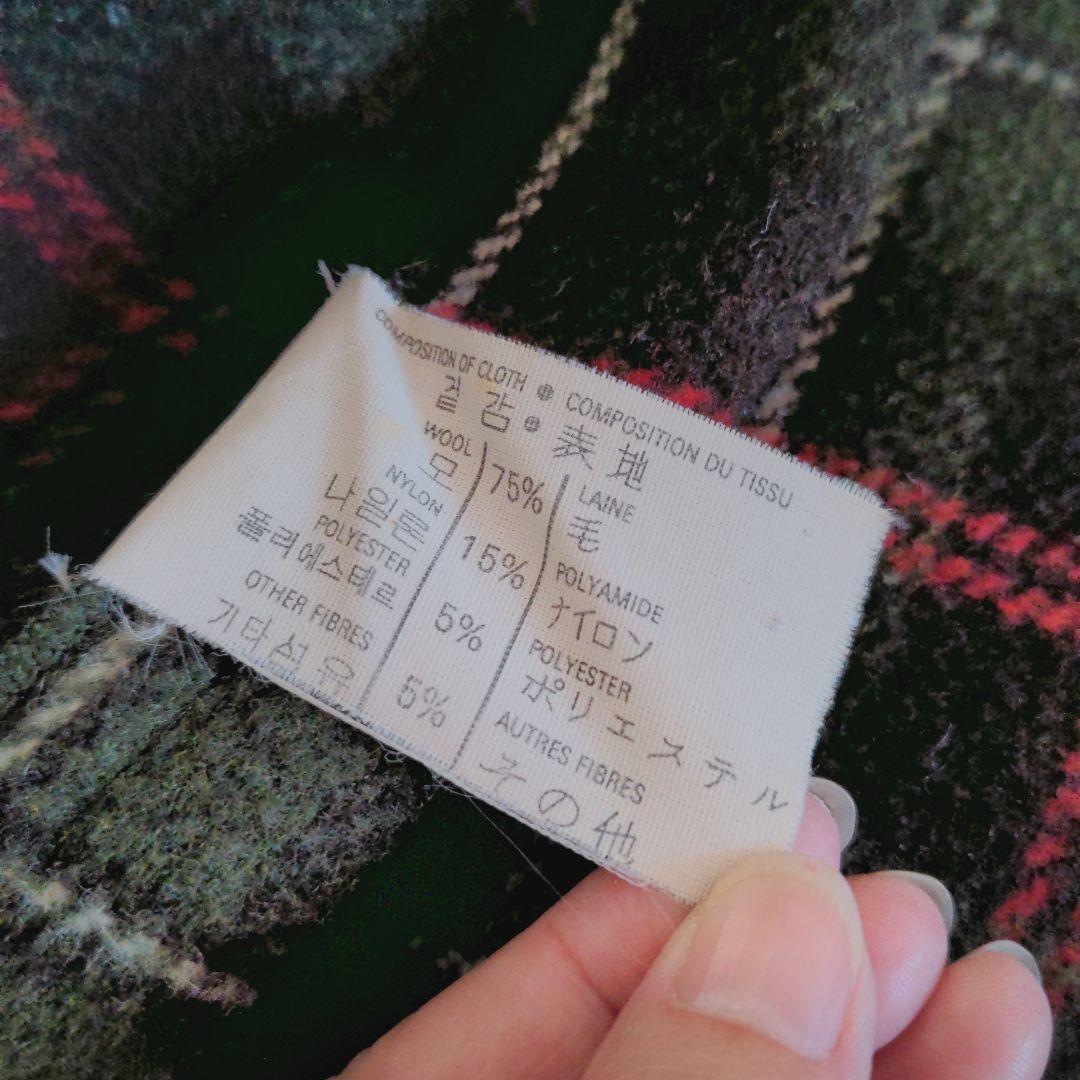 COMPOSITION OF CLOTH : COMPOSITION DU TISSU
겉 감 : 表 地
WOOL 75% LAINE
모 毛
NYLON 15% POLYAMIDE
나일론 ナイロン
POLYESTER 5% POLYESTER
폴리에스테르 ポリエステル
OTHER FIBRES 5% AUTRES FIBRES
기타섬유 その他